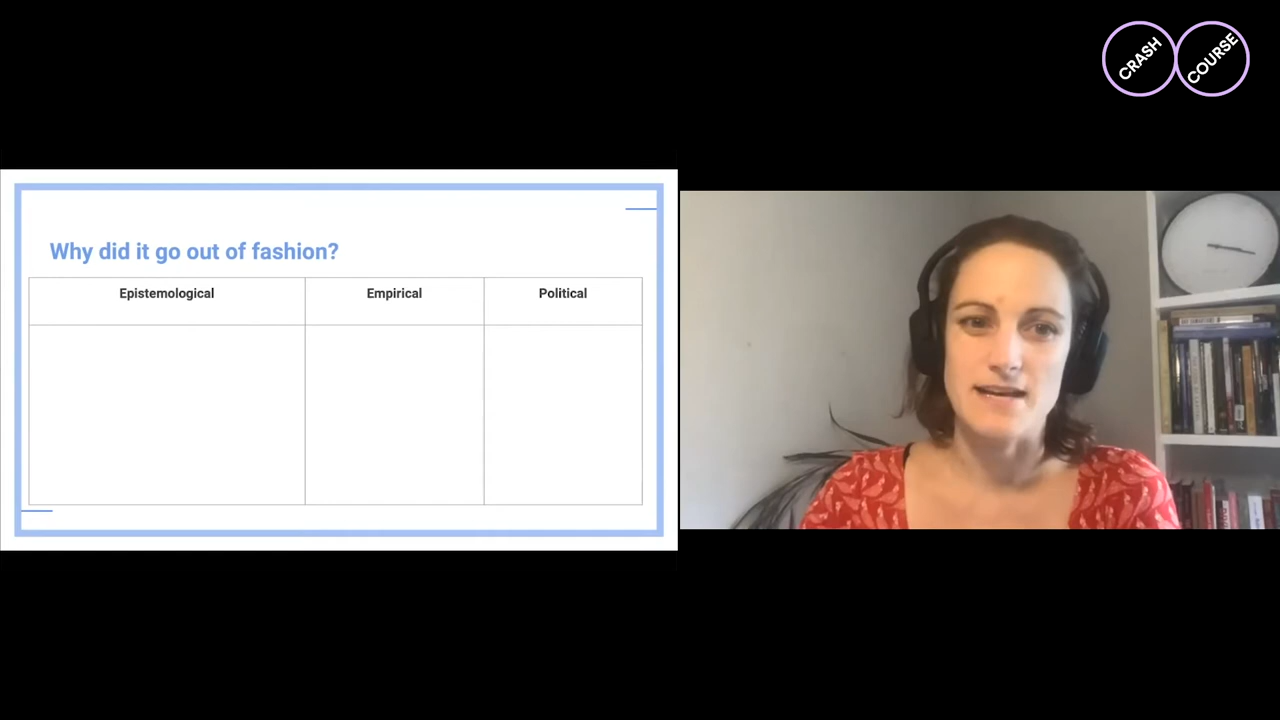 CRASH
COURSE
Why did it go out of fashion?
Epistemological
Empirical
Political